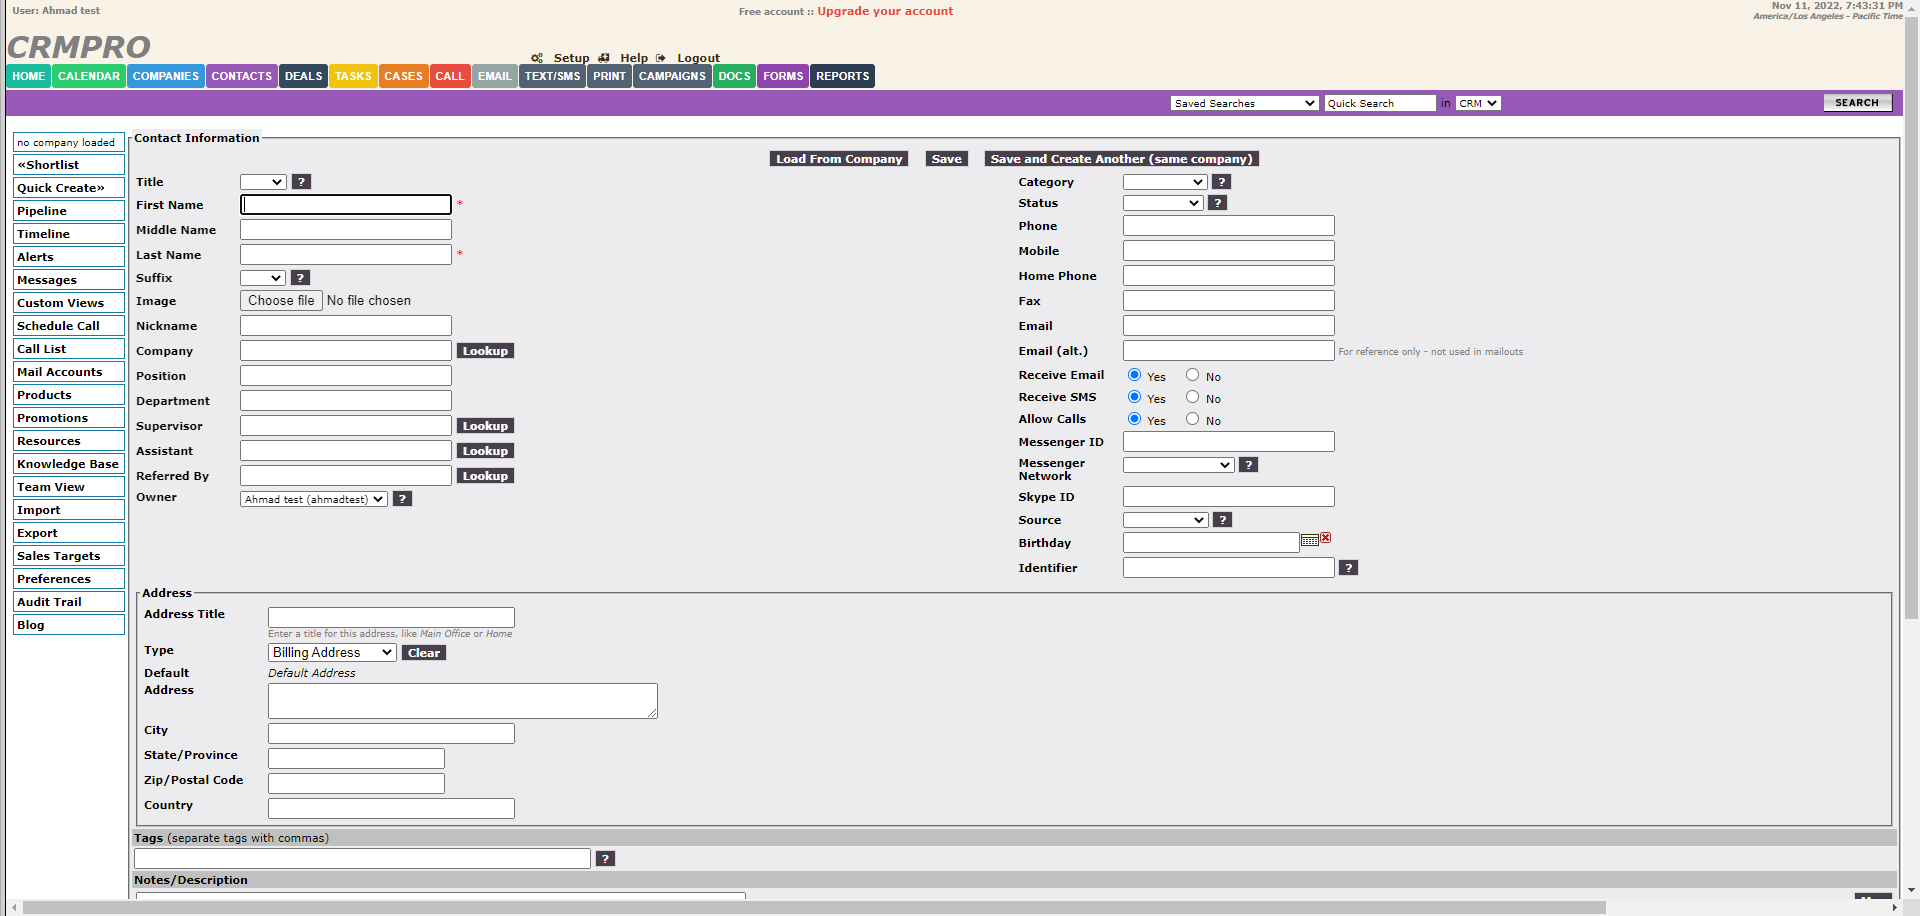 User: Ahmad test
Free account :: Upgrade your account
Nov 11, 2022, 7:43:31 PM
America/Los Angeles - Pacific Time
CRMPRO
Setup Help Logout
HOME CALENDAR COMPANIES CONTACTS DEALS TASKS CASES CALL EMAIL TEXT/SMS PRINT CAMPAIGNS DOCS FORMS REPORTS
Saved Searches Quick Search in CRM SEARCH
no company loaded
«Shortlist
Quick Create»
Pipeline
Timeline
Alerts
Messages
Custom Views
Schedule Call
Call List
Mail Accounts
Products
Promotions
Resources
Knowledge Base
Team View
Import
Export
Sales Targets
Preferences
Audit Trail
Blog
Contact Information
Load From Company Save Save and Create Another (same company)
Title ?
First Name *
Middle Name
Last Name *
Suffix ?
Image Choose file No file chosen
Nickname
Company Lookup
Position
Department
Supervisor Lookup
Assistant Lookup
Referred By Lookup
Owner Ahmad test (ahmadtest) ?
Category ?
Status ?
Phone
Mobile
Home Phone
Fax
Email
Email (alt.) For reference only - not used in mailouts
Receive Email Yes No
Receive SMS Yes No
Allow Calls Yes No
Messenger ID
Messenger
Network ?
Skype ID
Source ?
Birthday
Identifier ?
Address
Address Title
Enter a title for this address, like Main Office or Home
Type Billing Address Clear
Default Default Address
Address
City
State/Province
Zip/Postal Code
Country
Tags (separate tags with commas)
?
Notes/Description